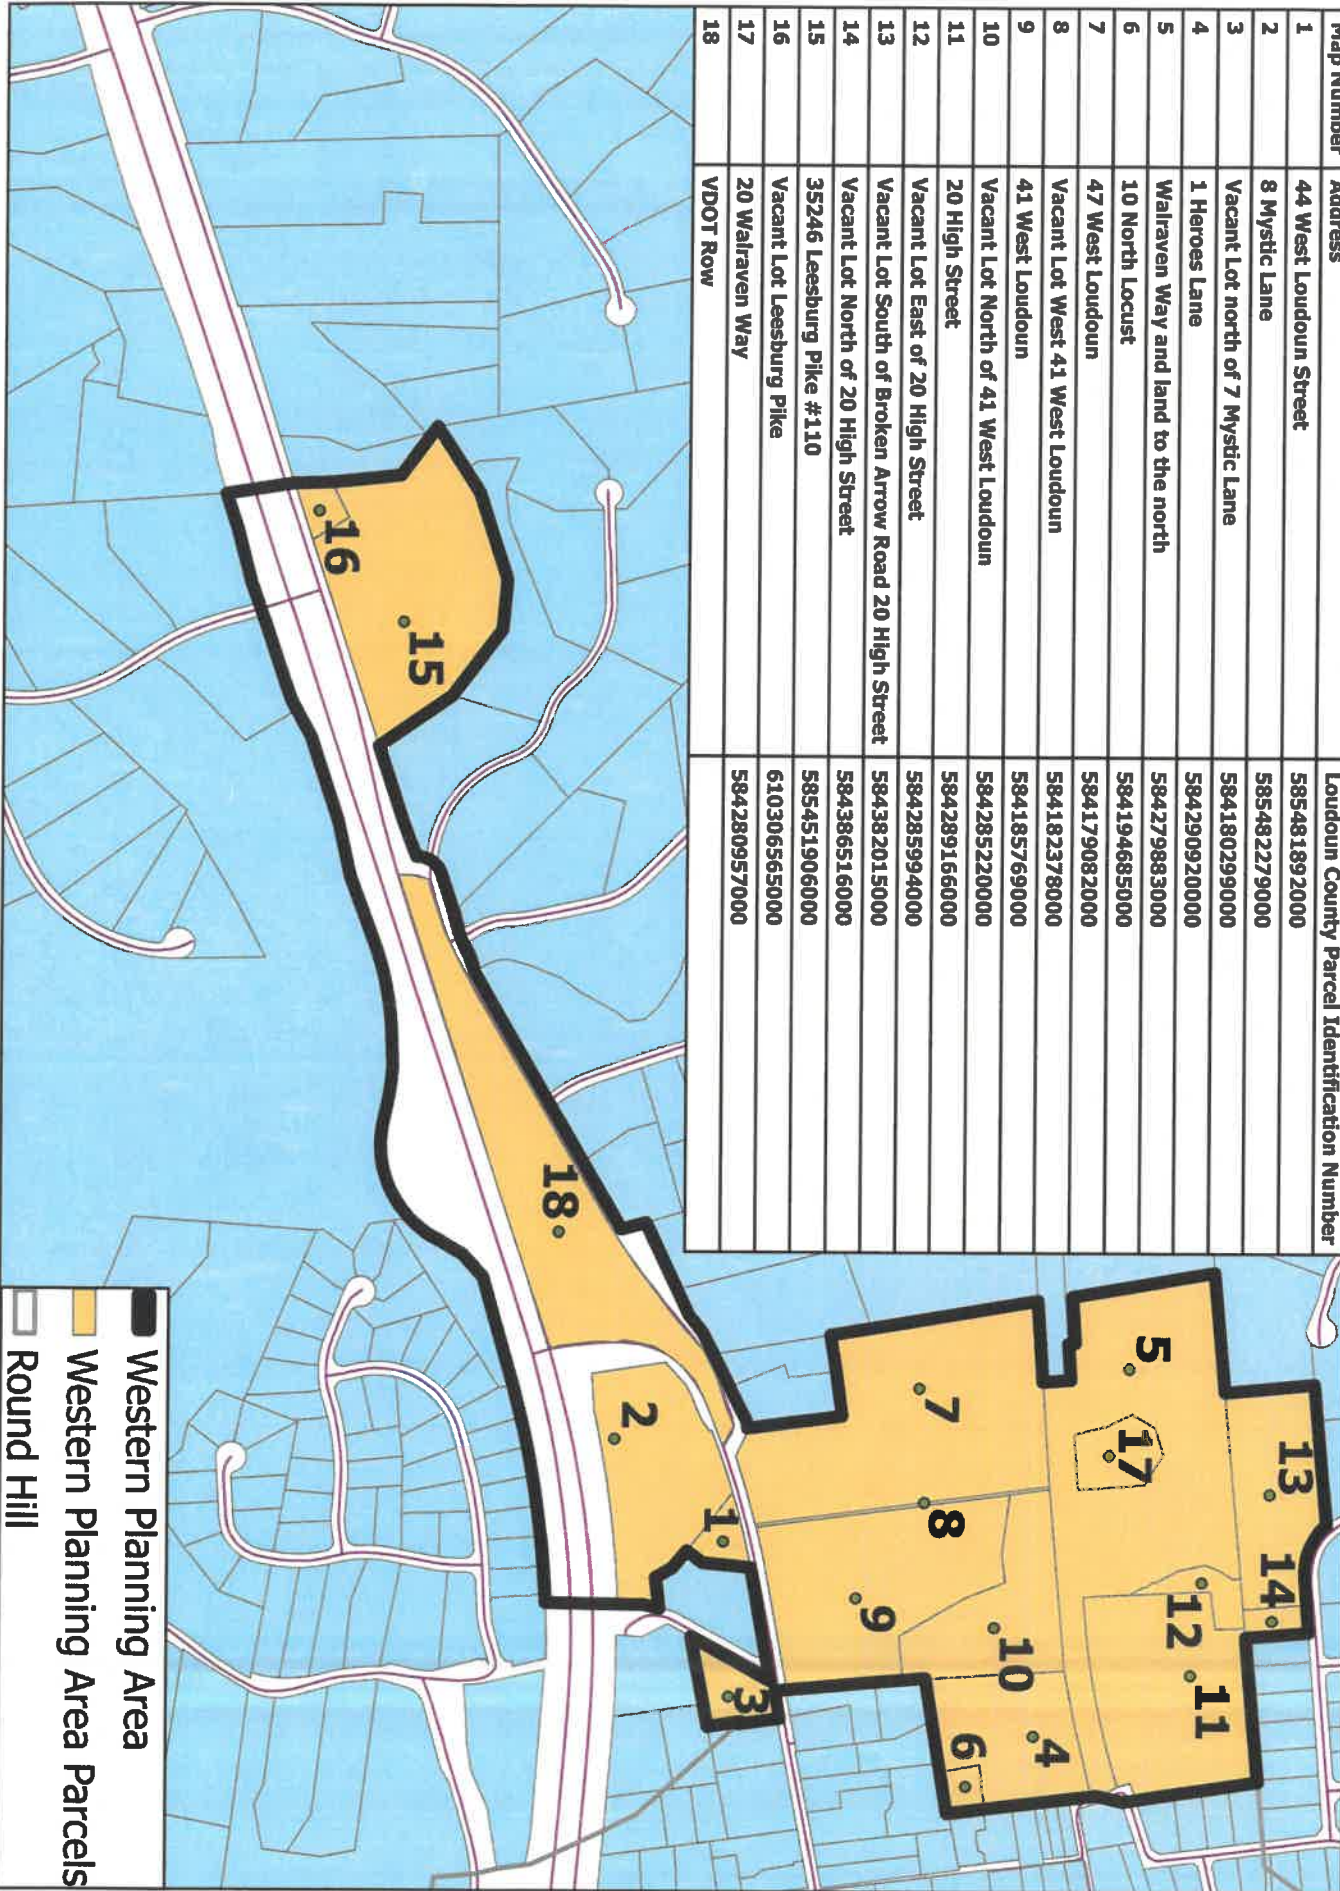 Map Number Address Loudoun County Parcel Identification Number
1 44 West Loudoun Street 585481892000
2 8 Mystic Lane 585482279000
3 Vacant Lot north of 7 Mystic Lane 584180299000
4 1 Heroes Lane 584290920000
5 Walraven Way and land to the north 584279883000
6 10 North Locust 584194685000
7 47 West Loudoun 584179082000
8 Vacant Lot West 41 West Loudoun 584182378000
9 41 West Loudoun 584185769000
10 Vacant Lot North of 41 West Loudoun 584285220000
11 20 High Street 584289166000
12 Vacant Lot East of 20 High Street 584285994000
13 Vacant Lot South of Broken Arrow Road 20 High Street 584382015000
14 Vacant Lot North of 20 High Street 584386516000
15 35246 Leesburg Pike #110 585451906000
16 Vacant Lot Leesburg Pike 610306565000
17 20 Walraven Way 584280957000
18 VDOT Row
13
14
5
17
12
11
7
8
10
4
9
6
1
3
2
15
18
16
Western Planning Area
Western Planning Area Parcels
Round Hill